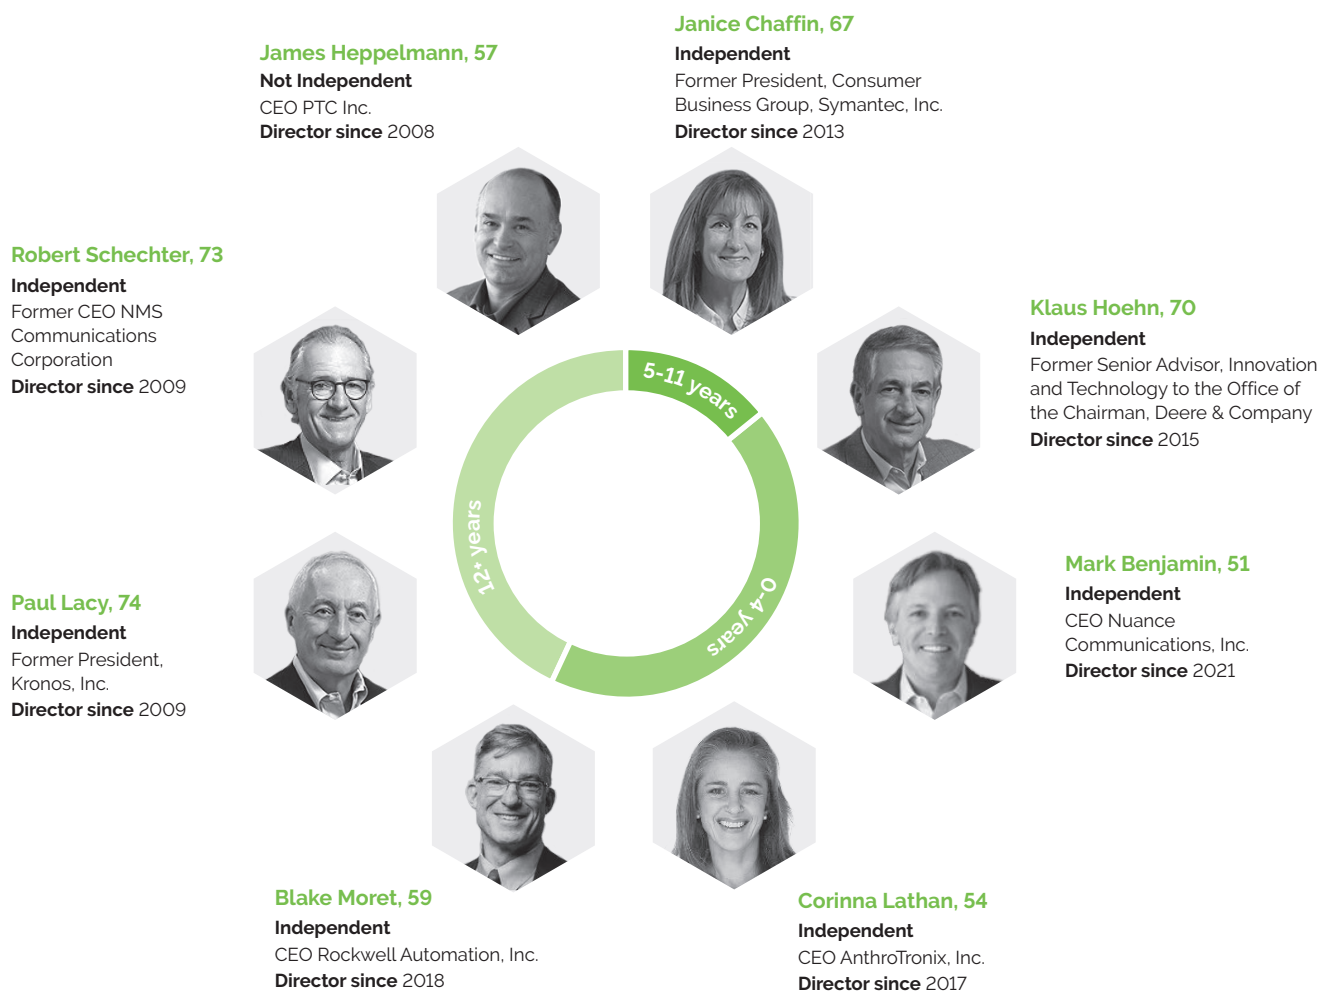 James Heppelmann, 57
Not Independent
CEO PTC Inc.
Director since 2008
Janice Chaffin, 67
Independent
Former President, Consumer
Business Group, Symantec, Inc.
Director since 2013
Robert Schechter, 73
Independent
Former CEO NMS
Communications
Corporation
Director since 2009
Klaus Hoehn, 70
Independent
Former Senior Advisor, Innovation
and Technology to the Office of
the Chairman, Deere & Company
Director since 2015
5-11 years
12+ years
0-4 years
Paul Lacy, 74
Independent
Former President,
Kronos, Inc.
Director since 2009
Mark Benjamin, 51
Independent
CEO Nuance
Communications, Inc.
Director since 2021
Blake Moret, 59
Independent
CEO Rockwell Automation, Inc.
Director since 2018
Corinna Lathan, 54
Independent
CEO AnthroTronix, Inc.
Director since 2017